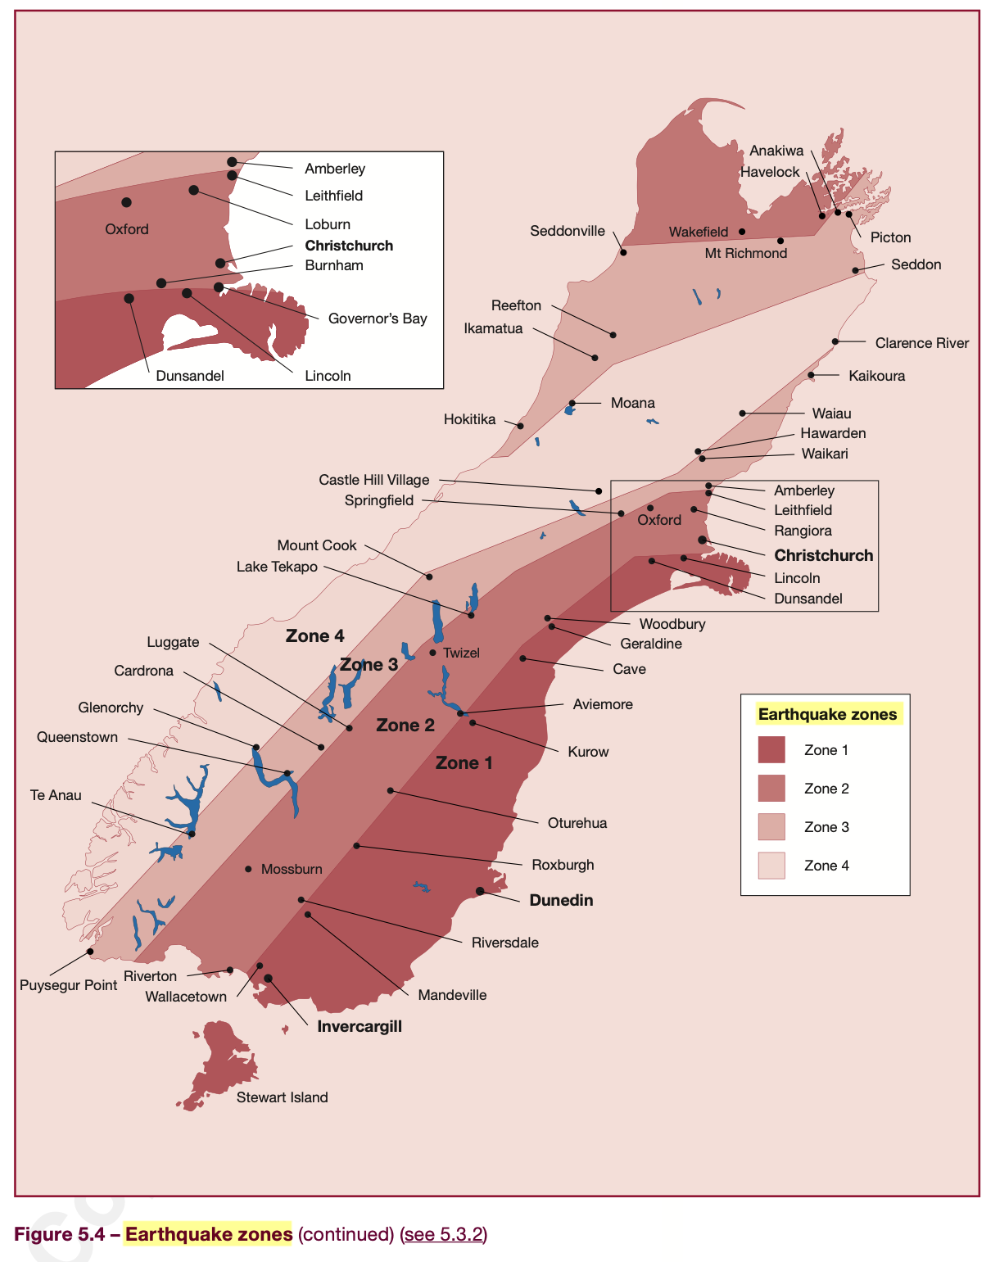 Amberley
Leithfield
Loburn
Oxford
Christchurch
Burnham
Governor's Bay
Dunsandel
Lincoln
Anakiwa
Havelock
Seddonville
Wakefield
Mt Richmond
Picton
Seddon
Reefton
Ikamatua
Clarence River
Kaikoura
Moana
Hokitika
Waiau
Hawarden
Waikari
Castle Hill Village
Springfield
Amberley
Leithfield
Oxford
Rangiora
Christchurch
Lincoln
Dunsandel
Mount Cook
Lake Tekapo
Woodbury
Geraldine
Cave
Zone 4
Luggate
Zone 3
Twizel
Cardrona
Glenorchy
Queenstown
Zone 2
Aviemore
Kurow
Zone 1
Te Anau
Oturehua
Mossburn
Roxburgh
Dunedin
Riversdale
Puysegur Point
Riverton
Wallacetown
Mandeville
Invercargill
Stewart Island
Earthquake zones
Zone 1
Zone 2
Zone 3
Zone 4
Figure 5.4 – Earthquake zones (continued) (see 5.3.2)